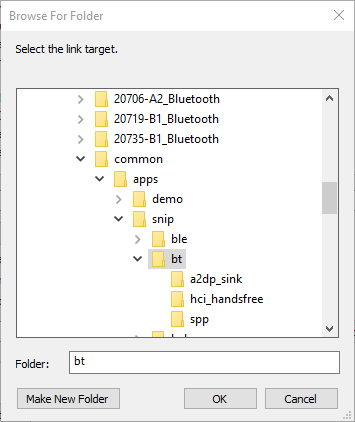 Browse For Folder
Select the link target.
20706-A2_Bluetooth
20719-B1_Bluetooth
20735-B1_Bluetooth
common
apps
demo
snip
ble
bt
a2dp_sink
hci_handsfree
spp
Folder: bt
Make New Folder OK Cancel